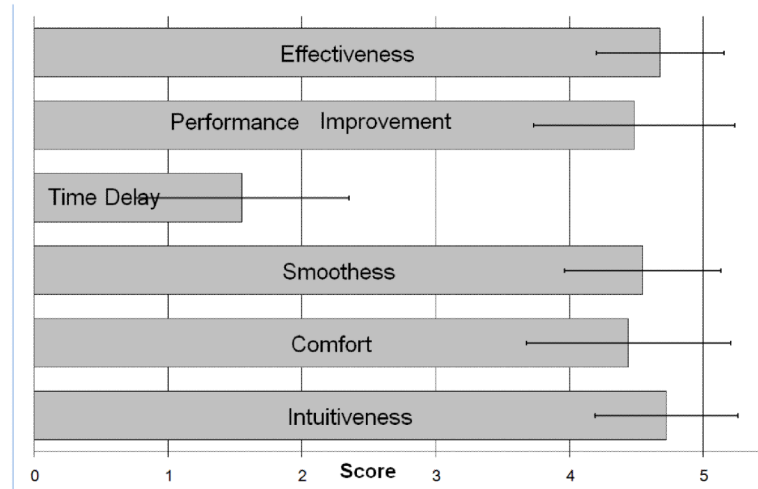 Effectiveness
Performance Improvement
Time Delay
Smoothess
Comfort
Intuitiveness
0 1 2 Score 3 4 5